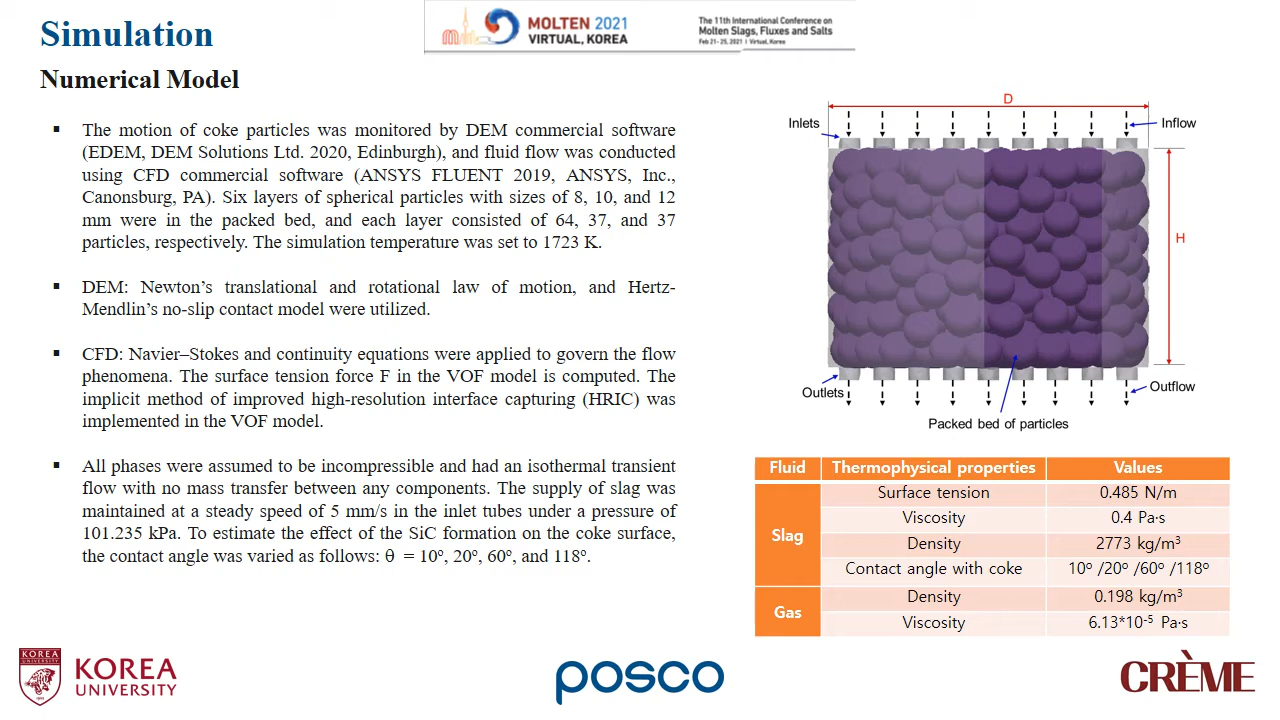 Simulation
MOLTEN 2021
VIRTUAL, KOREA
The 11th International Conference on
Molten Slags, Fluxes and Salts
Feb 21- 25, 2021 I Virtual, Korea
Numerical Model
▪ The motion of coke particles was monitored by DEM commercial software
(EDEM, DEM Solutions Ltd. 2020, Edinburgh), and fluid flow was conducted
using CFD commercial software (ANSYS FLUENT 2019, ANSYS, Inc.,
Canonsburg, PA). Six layers of spherical particles with sizes of 8, 10, and 12
mm were in the packed bed, and each layer consisted of 64, 37, and 37
particles, respectively. The simulation temperature was set to 1723 K.
▪ DEM: Newton’s translational and rotational law of motion, and Hertz-
Mendlin’s no-slip contact model were utilized.
▪ CFD: Navier–Stokes and continuity equations were applied to govern the flow
phenomena. The surface tension force F in the VOF model is computed. The
implicit method of improved high-resolution interface capturing (HRIC) was
implemented in the VOF model.
▪ All phases were assumed to be incompressible and had an isothermal transient
flow with no mass transfer between any components. The supply of slag was
maintained at a steady speed of 5 mm/s in the inlet tubes under a pressure of
101.235 kPa. To estimate the effect of the SiC formation on the coke surface,
the contact angle was varied as follows: θ = 10º, 20º, 60º, and 118º.
D
Inlets
Inflow
H
Outlets
Outflow
Packed bed of particles
Fluid Thermophysical properties Values
Slag
Surface tension 0.485 N/m
Viscosity 0.4 Pa·s
Density 2773 kg/m³
Contact angle with coke 10º /20º /60º /118º
Gas
Density 0.198 kg/m³
Viscosity 6.13*10⁻⁵ Pa·s
KOREA
KOREA
UNIVERSITY
posco
CRÈME